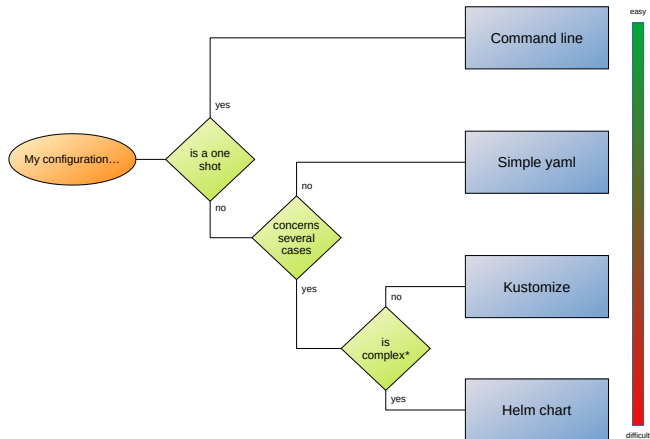 easy
Command line
yes
My configuration...
is a one
shot
Simple yaml
no
no
concerns
several
cases
Kustomize
yes
no
is
complex*
yes
Helm chart
difficult